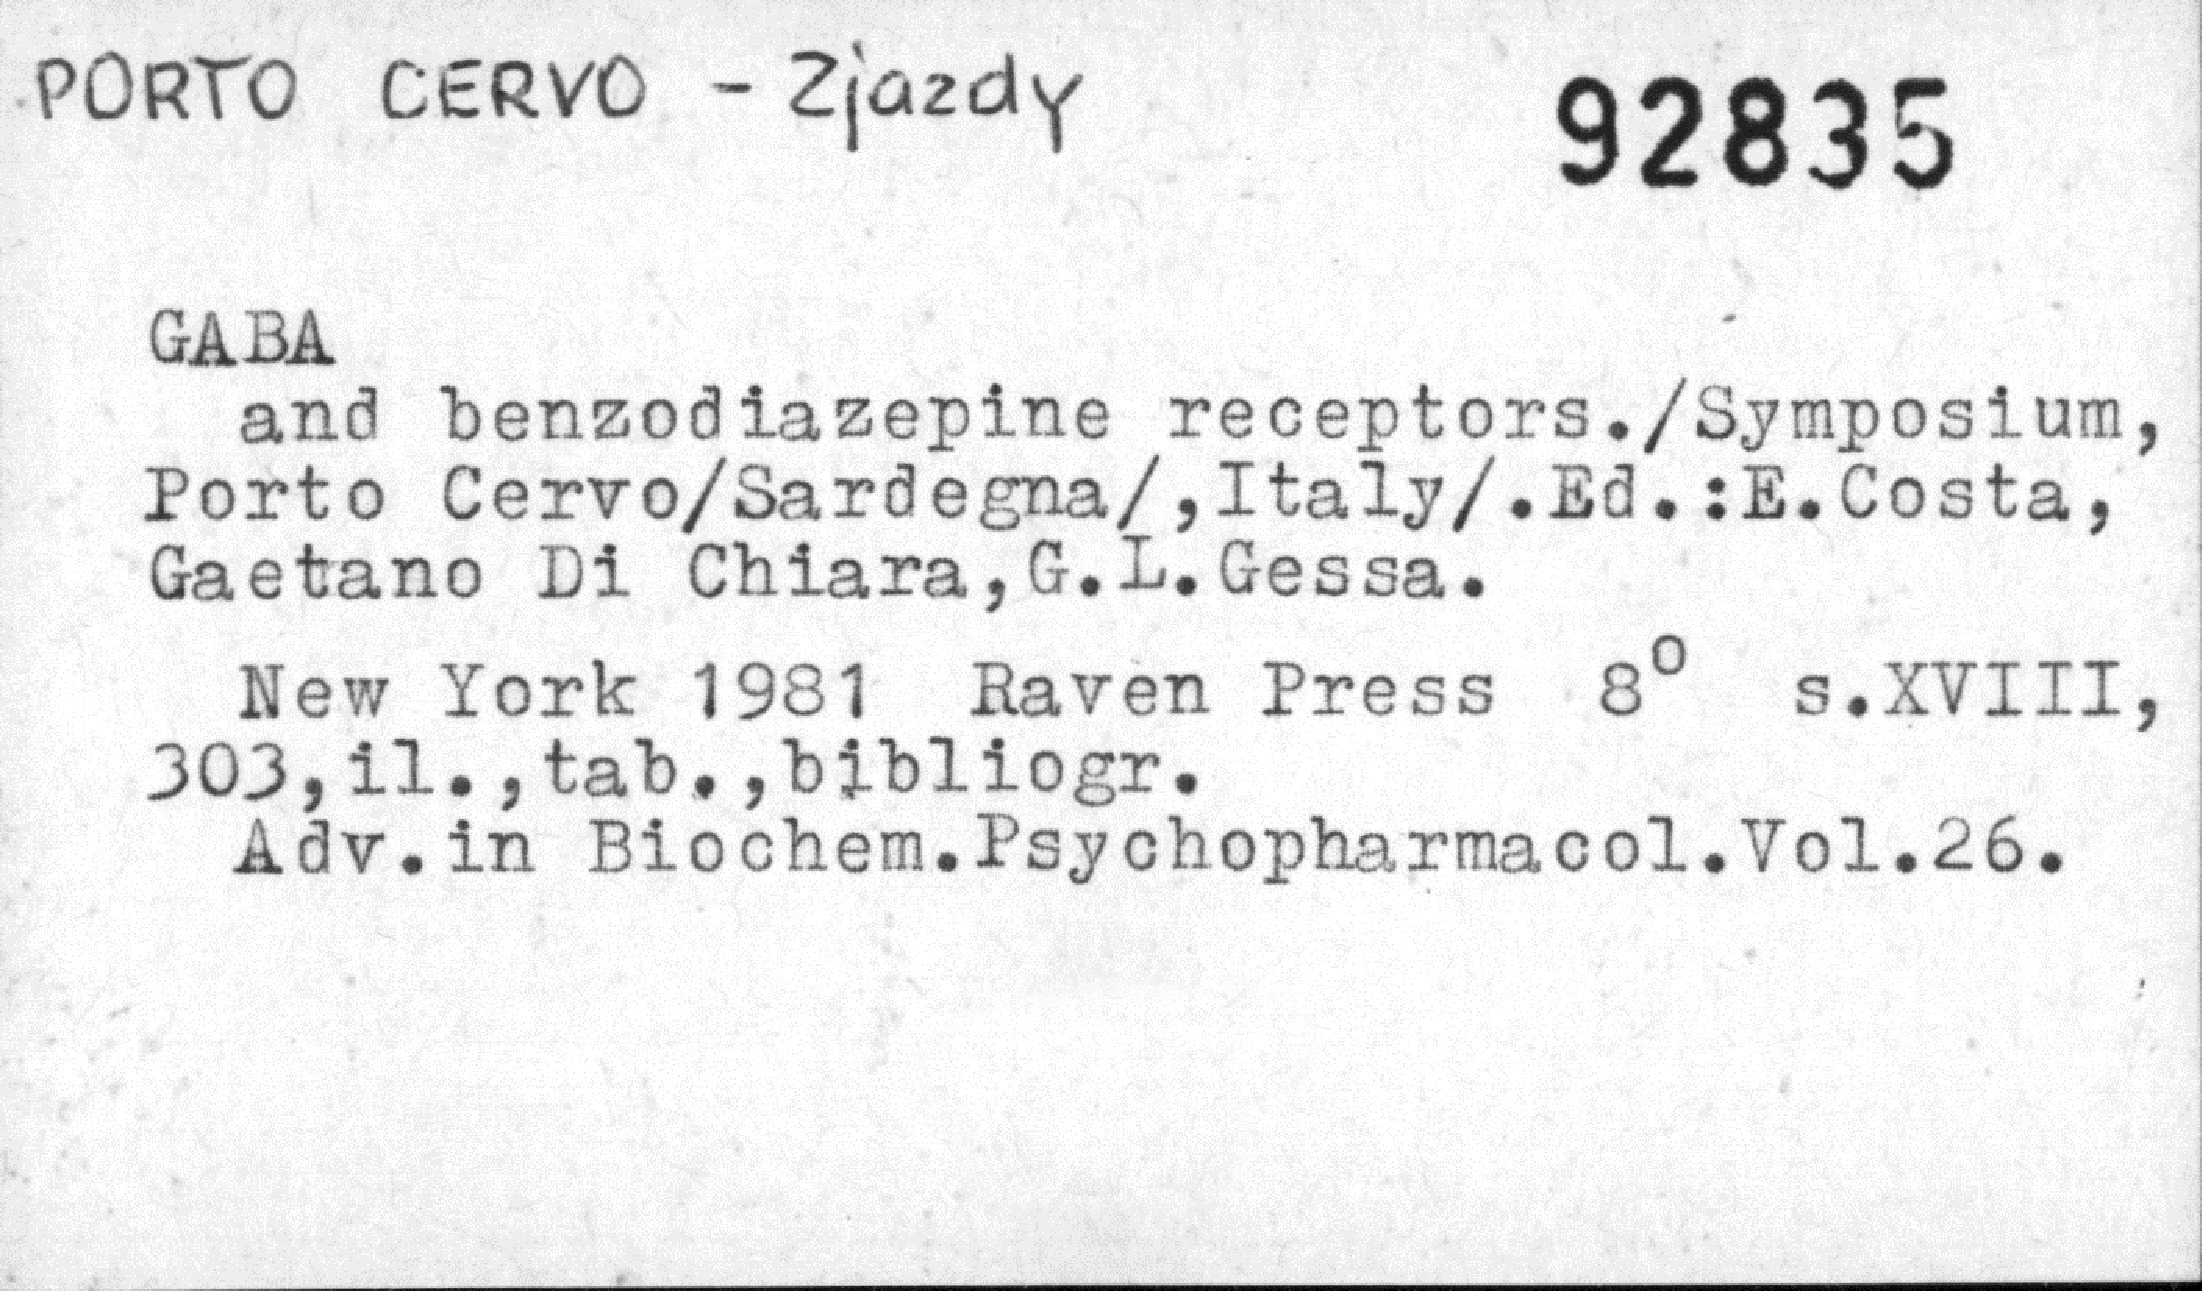 PORTO CERVO - Zjazdy
92835
GABA
and benzodiazepine receptors./Symposium,
Porto Cervo/Sardegna/,Italy/.Ed.:E.Costa,
Gaetano Di Chiara,G.L.Gessa.
New York 1981 Raven Press 8° s.XVIII,
303,il.,tab.,bibliogr.
Adv.in Biochem.Psychopharmacol.Vol.26.